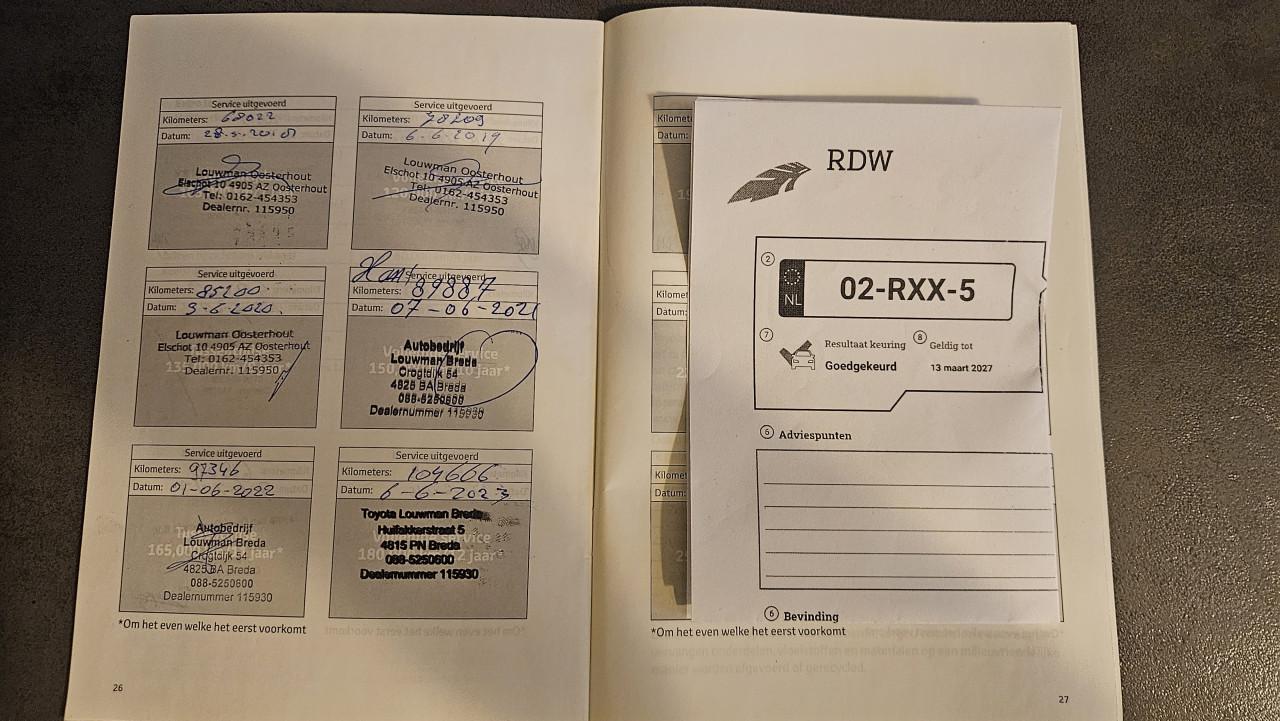 Service uitgevoerd
Kilometers: 68022
Datum: 28-5-2018
Louwman Oosterhout
Elschot 10 4905 AZ Oosterhout
Tel: 0162-454353
Dealernr. 115950
Service uitgevoerd
Kilometers: 78209
Datum: 6-6-2019
Louwman Oosterhout
Elschot 10 4905 AZ Oosterhout
Tel: 0162-454353
Dealernr. 115950
Service uitgevoerd
Kilometers: 85200
Datum: 9-6-2020.
Louwman Oosterhout
Elschot 10 4905 AZ Oosterhout
Tel: 0162-454353
Dealernr. 115950
Service uitgevoerd
Kilometers: 89887
Datum: 07-06-2021
Autobedrijf
Louwman Breda
Crogtdijk 54
4825 BA Breda
088-5250600
Dealernummer 115930
Service uitgevoerd
Kilometers: 97346
Datum: 01-06-2022
Autobedrijf
Louwman Breda
Crogtdijk 54
4825 BA Breda
088-5250600
Dealernummer 115930
Service uitgevoerd
Kilometers: 104606
Datum: 6-6-2023
Toyota Louwman Breda
Huifakkerstraat 5
4815 PN Breda
088-5250600
Dealernummer 115930
*Om het even welke het eerst voorkomt
26
RDW
2
NL
02-RXX-5
7
Resultaat keuring
Goedgekeurd
8
Geldig tot
13 maart 2027
5 Adviespunten
6 Bevinding
*Om het even welke het eerst voorkomt
27